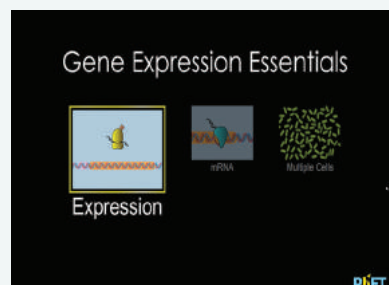 Gene Expression Essentials
mRNA
Multiple Cells
Expression
PhET